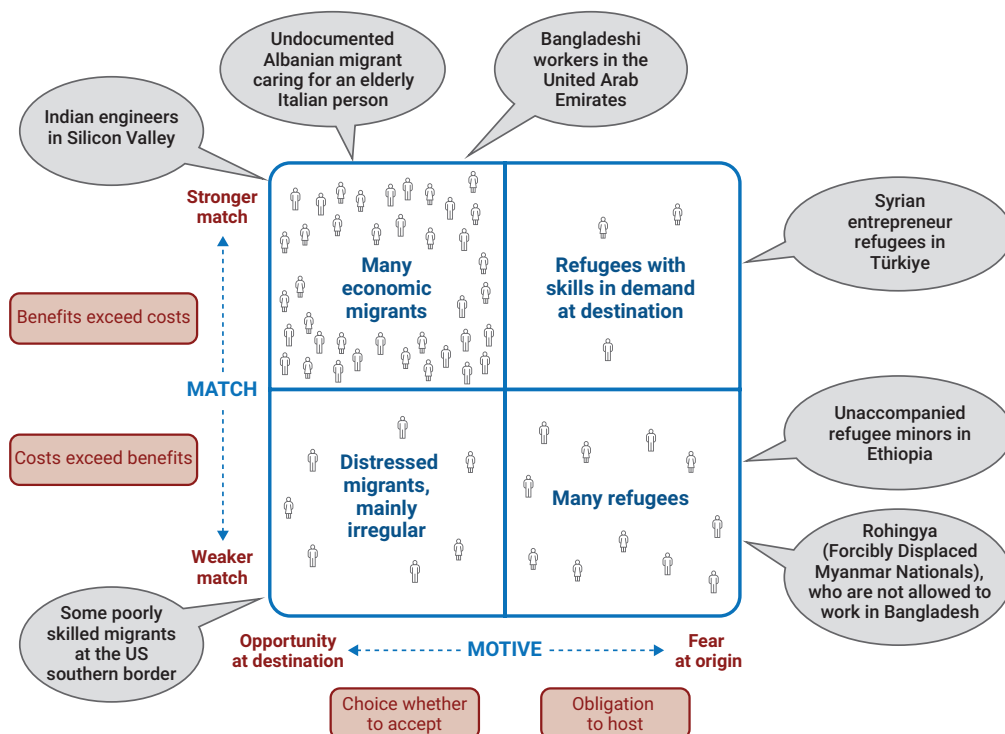 Undocumented
Albanian migrant
caring for an elderly
Italian person
Bangladeshi
workers in the
United Arab
Emirates
Indian engineers
in Silicon Valley
Stronger
match
Syrian
entrepreneur
refugees in
Türkiye
Many
economic
migrants
Refugees with
skills in demand
at destination
Benefits exceed costs
MATCH
Costs exceed benefits
Unaccompanied
refugee minors in
Ethiopia
Distressed
migrants,
mainly
irregular
Many refugees
Weaker
match
Rohingya
(Forcibly Displaced
Myanmar Nationals),
who are not allowed to
work in Bangladesh
Some poorly
skilled migrants
at the US
southern border
Opportunity
at destination
MOTIVE
Fear
at origin
Choice whether
to accept
Obligation
to host